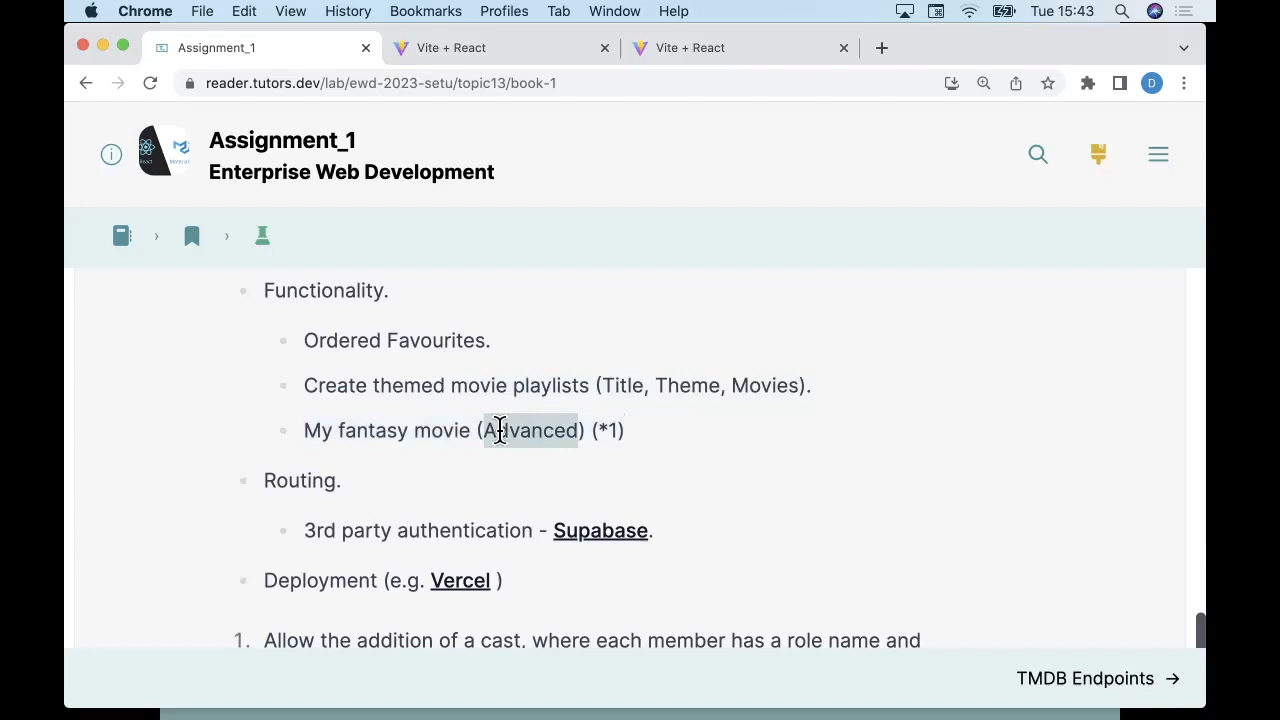 Chrome File Edit View History Bookmarks Profiles Tab Window Help Tue 15:43
Assignment_1 Vite + React Vite + React
reader.tutors.dev/lab/ewd-2023-setu/topic13/book-1 D
Assignment_1
Enterprise Web Development
Functionality.
Ordered Favourites.
Create themed movie playlists (Title, Theme, Movies).
My fantasy movie (Advanced) (*1)
Routing.
3rd party authentication - Supabase.
Deployment (e.g. Vercel )
1. Allow the addition of a cast, where each member has a role name and
TMDB Endpoints →